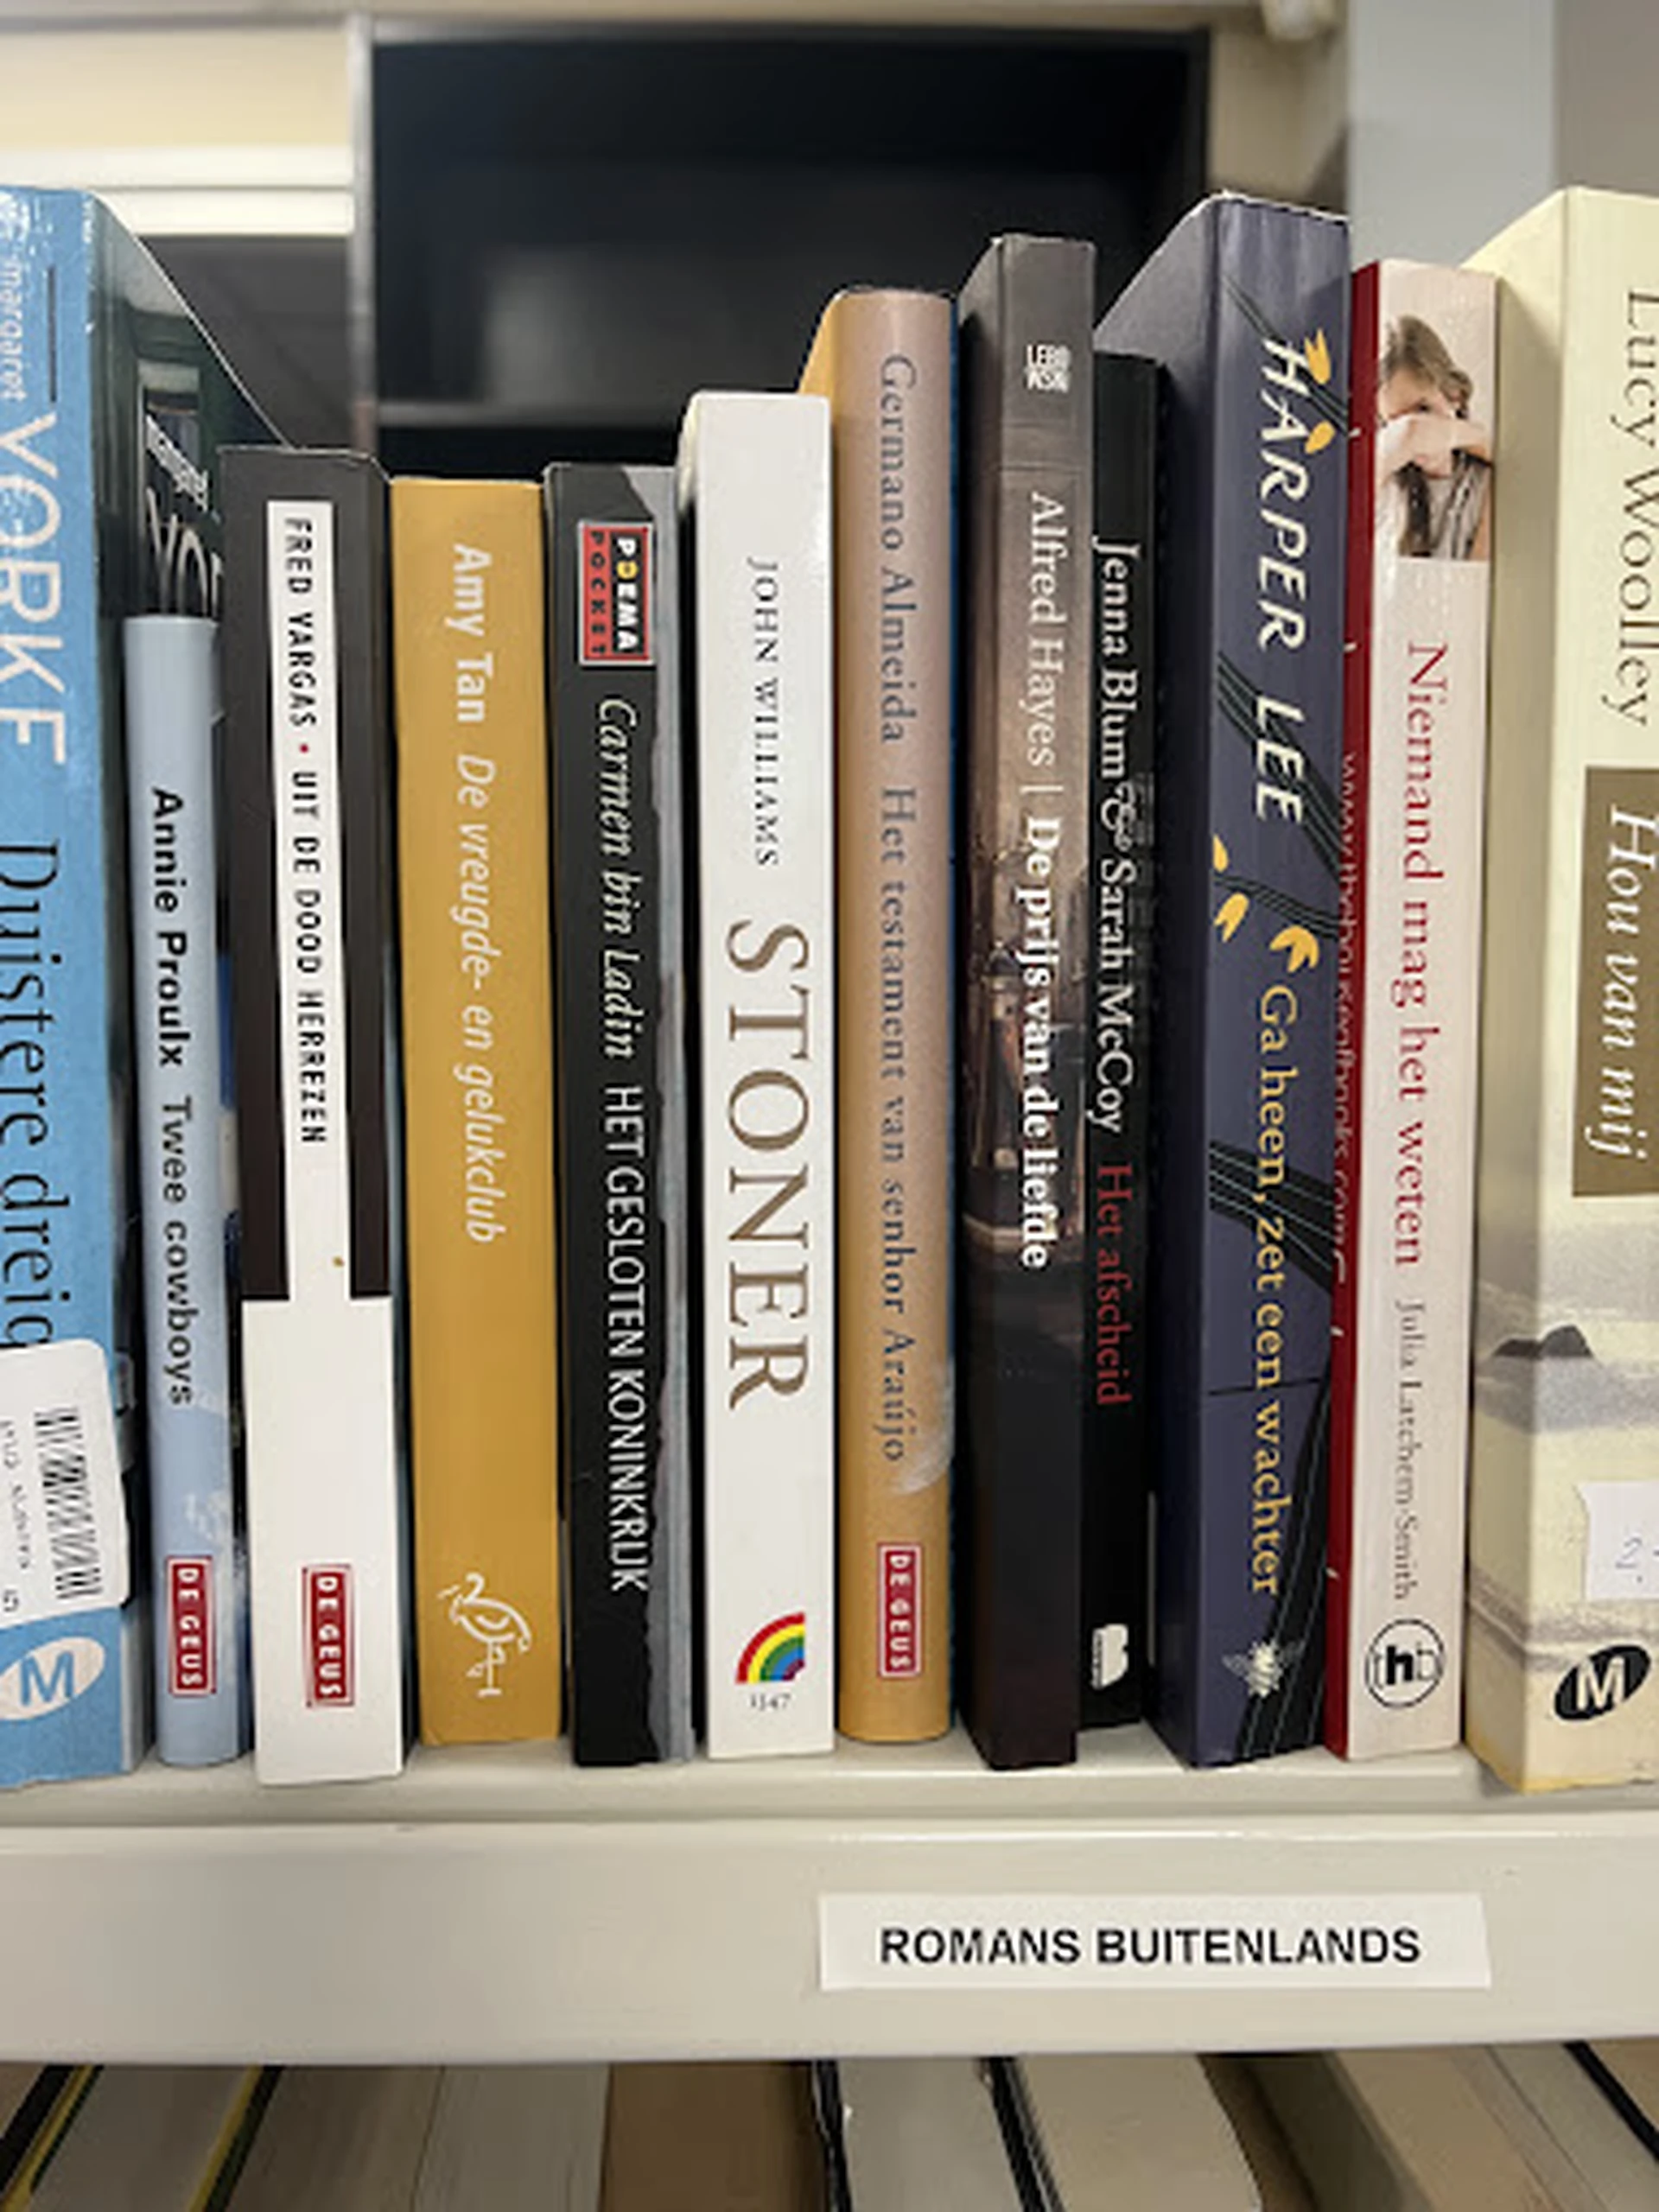 margaret YORKE Duistere dreig
M
Annie Proulx Twee cowboys
DE GEUS
FRED VARGAS • UIT DE DOOD HERREZEN
DE GEUS
Amy Tan De vreugde- en gelukclub
POEMA
POCKET
Carmen bin Ladin HET GESLOTEN KONINKRIJK
JOHN WILLIAMS STONER
1347
Germano Almeida Het testament van senhor Araújo
DE GEUS
LEBO
WSKI
Alfred Hayes | De prijs van de liefde
Jenna Blum & Sarah McCoy Het afscheid
HARPER LEE Ga heen, zet een wachter
Niemand mag het weten Julia Latchem-Smith
h
Lucy Woolley
Hou van mij
M
ROMANS BUITENLANDS